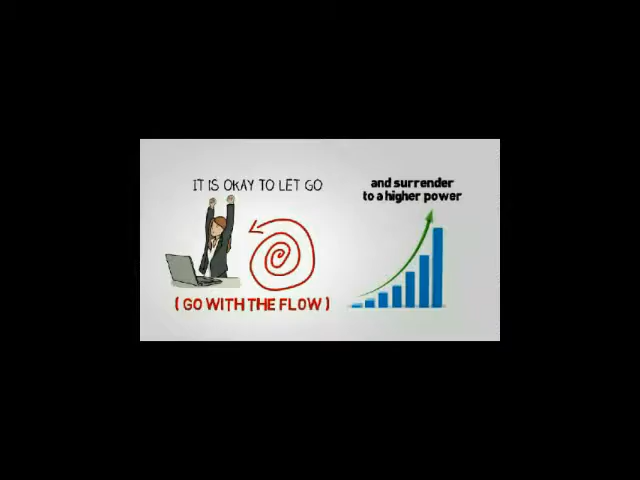 IT IS OKAY TO LET GO
(GO WITH THE FLOW)
and surrender
to a higher power